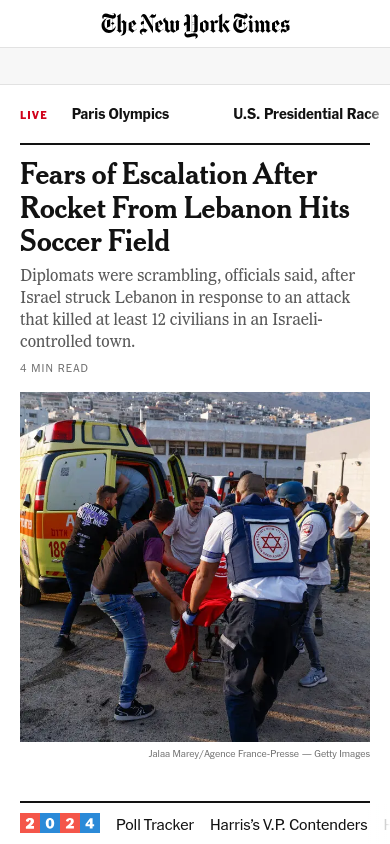 The New York Times
LIVE
Paris Olympics
U.S. Presidential Race
Fears of Escalation After
Rocket From Lebanon Hits
Soccer Field
Diplomats were scrambling, officials said, after
Israel struck Lebanon in response to an attack
that killed at least 12 civilians in an Israeli-
controlled town.
4 MIN READ
188
Jalaa Marey/Agence France-Presse — Getty Images
2024
Poll Tracker
Harris’s V.P. Contenders